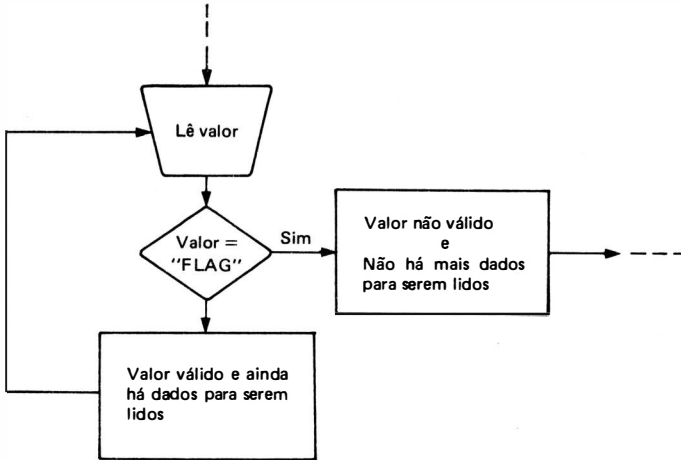 Lê valor
Valor =
"FLAG"
Sim
Valor não válido
e
Não há mais dados
para serem lidos
Valor válido e ainda
há dados para serem
lidos